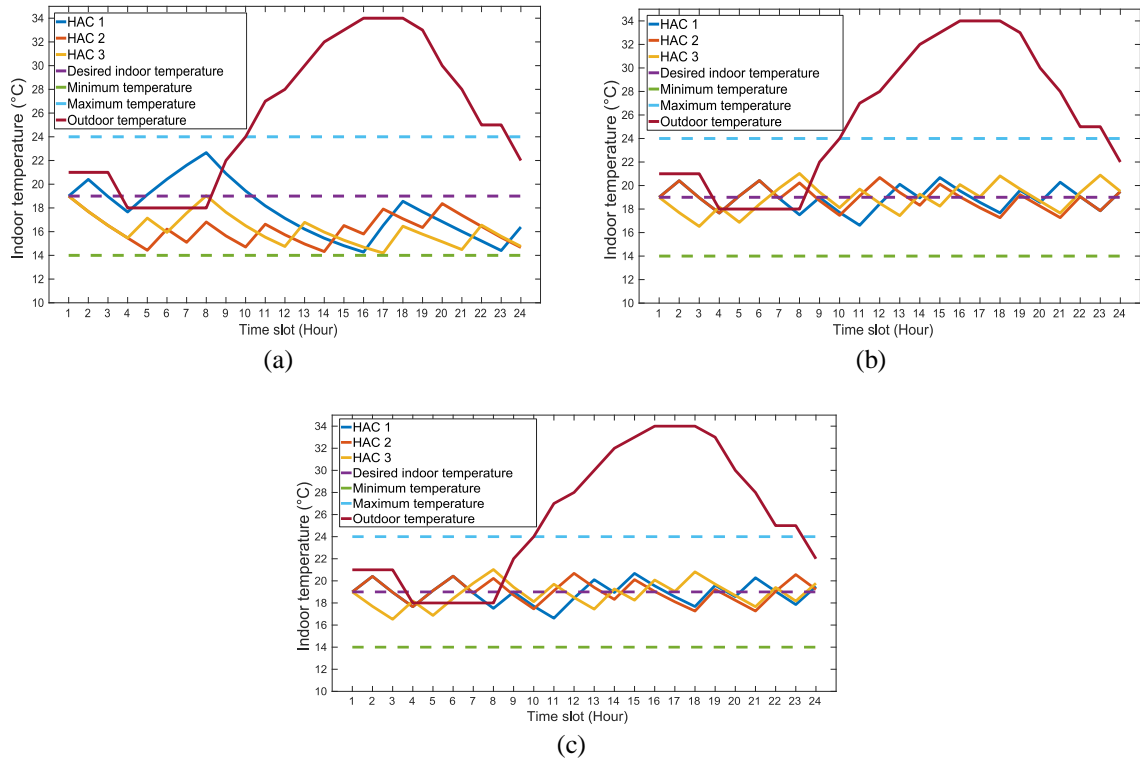 34
32
30
28
26
24
22
20
18
16
14
12
10
Indoor temperature (°C)
HAC 1
HAC 2
HAC 3
Desired indoor temperature
Minimum temperature
Maximum temperature
Outdoor temperature
1 2 3 4 5 6 7 8 9 10 11 12 13 14 15 16 17 18 19 20 21 22 23 24
Time slot (Hour)
(a)
34
32
30
28
26
24
22
20
18
16
14
12
10
Indoor temperature (°C)
HAC 1
HAC 2
HAC 3
Desired indoor temperature
Minimum temperature
Maximum temperature
Outdoor temperature
1 2 3 4 5 6 7 8 9 10 11 12 13 14 15 16 17 18 19 20 21 22 23 24
Time slot (Hour)
(b)
34
32
30
28
26
24
22
20
18
16
14
12
10
Indoor temperature (°C)
HAC 1
HAC 2
HAC 3
Desired indoor temperature
Minimum temperature
Maximum temperature
Outdoor temperature
1 2 3 4 5 6 7 8 9 10 11 12 13 14 15 16 17 18 19 20 21 22 23 24
Time slot (Hour)
(c)